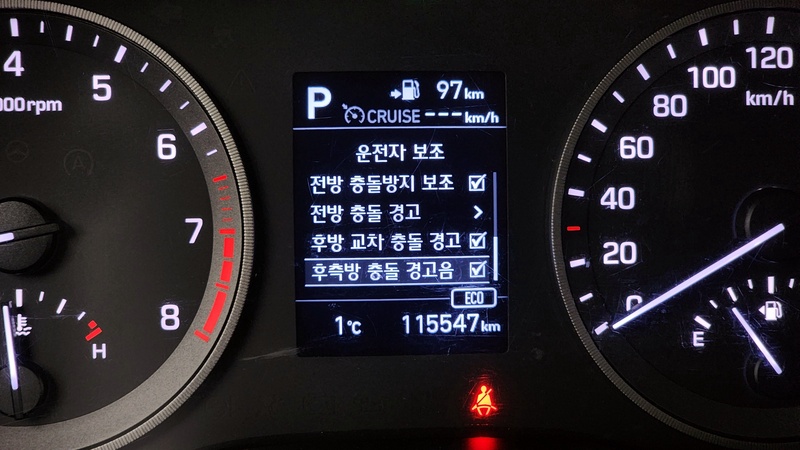 4
5
6
7
8
000rpm
H
P
97km
CRUISE ---km/h
운전자 보조
전방 충돌방지 보조
전방 충돌 경고
후방 교차 충돌 경고
후측방 충돌 경고음
ECO
1°C
115547km
120
100
80
60
40
20
0
km/h
E